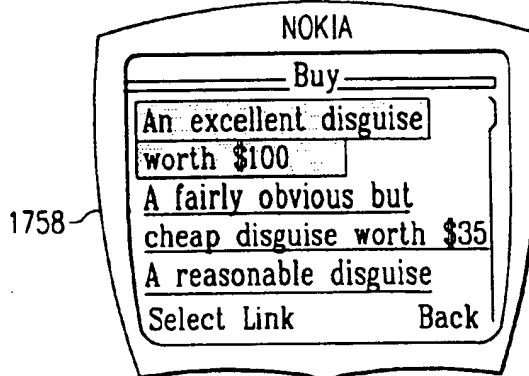 NOKIA
Buy
An excellent disguise
worth $100
A fairly obvious but
cheap disguise worth $35
A reasonable disguise
Select Link Back
1758